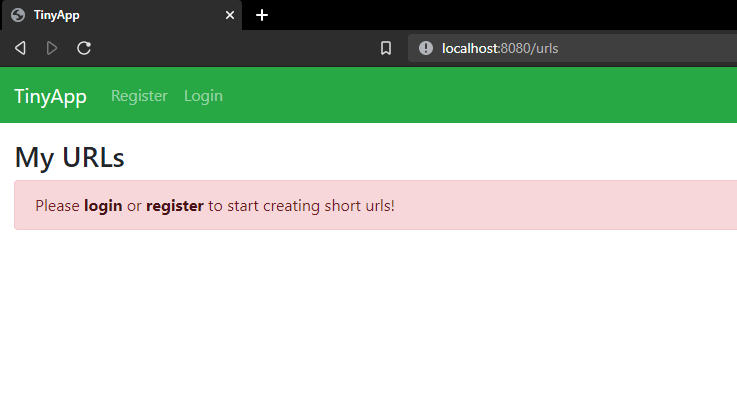 TinyApp
localhost:8080/urls
TinyApp Register Login
My URLs
Please login or register to start creating short urls!